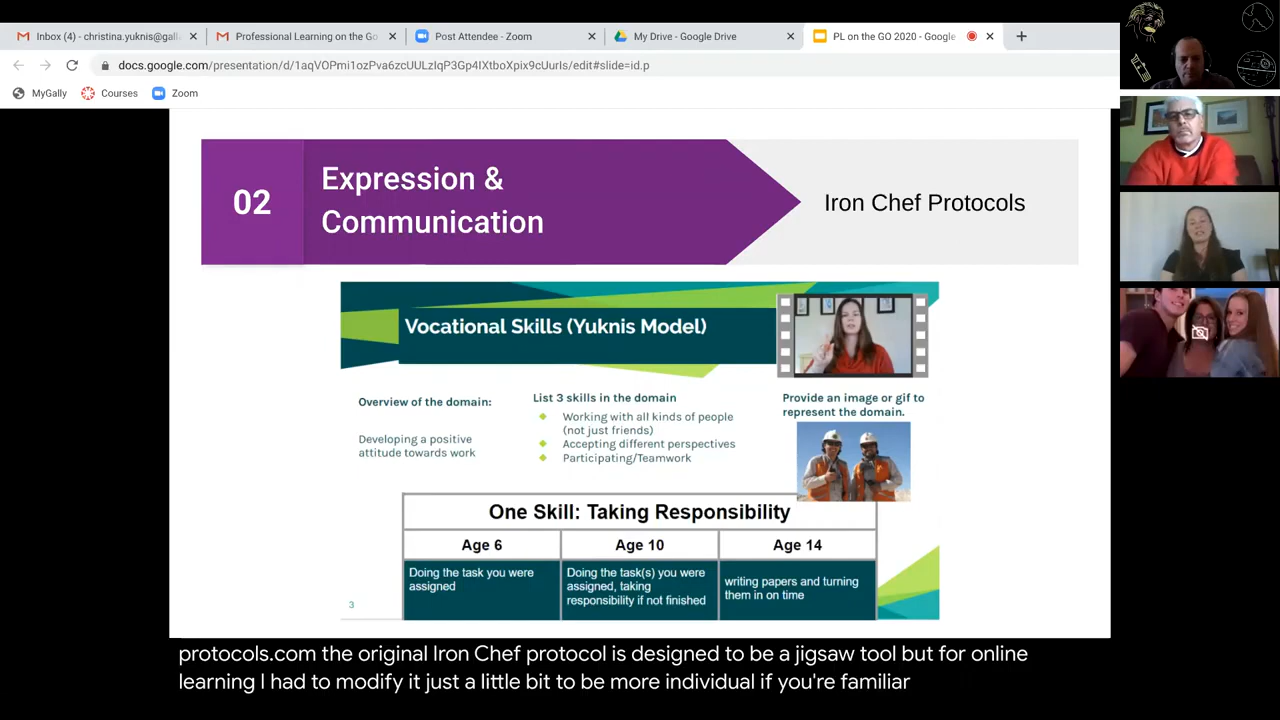 Inbox (4) - christina.yuknis@gall
Professional Learning on the Go
Post Attendee - Zoom
My Drive - Google Drive
PL on the GO 2020 - Google
docs.google.com/presentation/d/1aqVOPmi1ozPva6zcUULzIqP3Gp4IXtboXpix9cUurIs/edit#slide=id.p
MyGally
Courses
Zoom
02
Expression &
Communication
Iron Chef Protocols
Vocational Skills (Yuknis Model)
Overview of the domain:
Developing a positive
attitude towards work
List 3 skills in the domain
Working with all kinds of people
(not just friends)
Accepting different perspectives
Participating/Teamwork
Provide an image or gif to
represent the domain.
One Skill: Taking Responsibility
Age 6
Age 10
Age 14
Doing the task you were
assigned
Doing the task(s) you were
assigned, taking
responsibility if not finished
writing papers and turning
them in on time
3
protocols.com the original Iron Chef protocol is designed to be a jigsaw tool but for online
learning I had to modify it just a little bit to be more individual if you're familiar